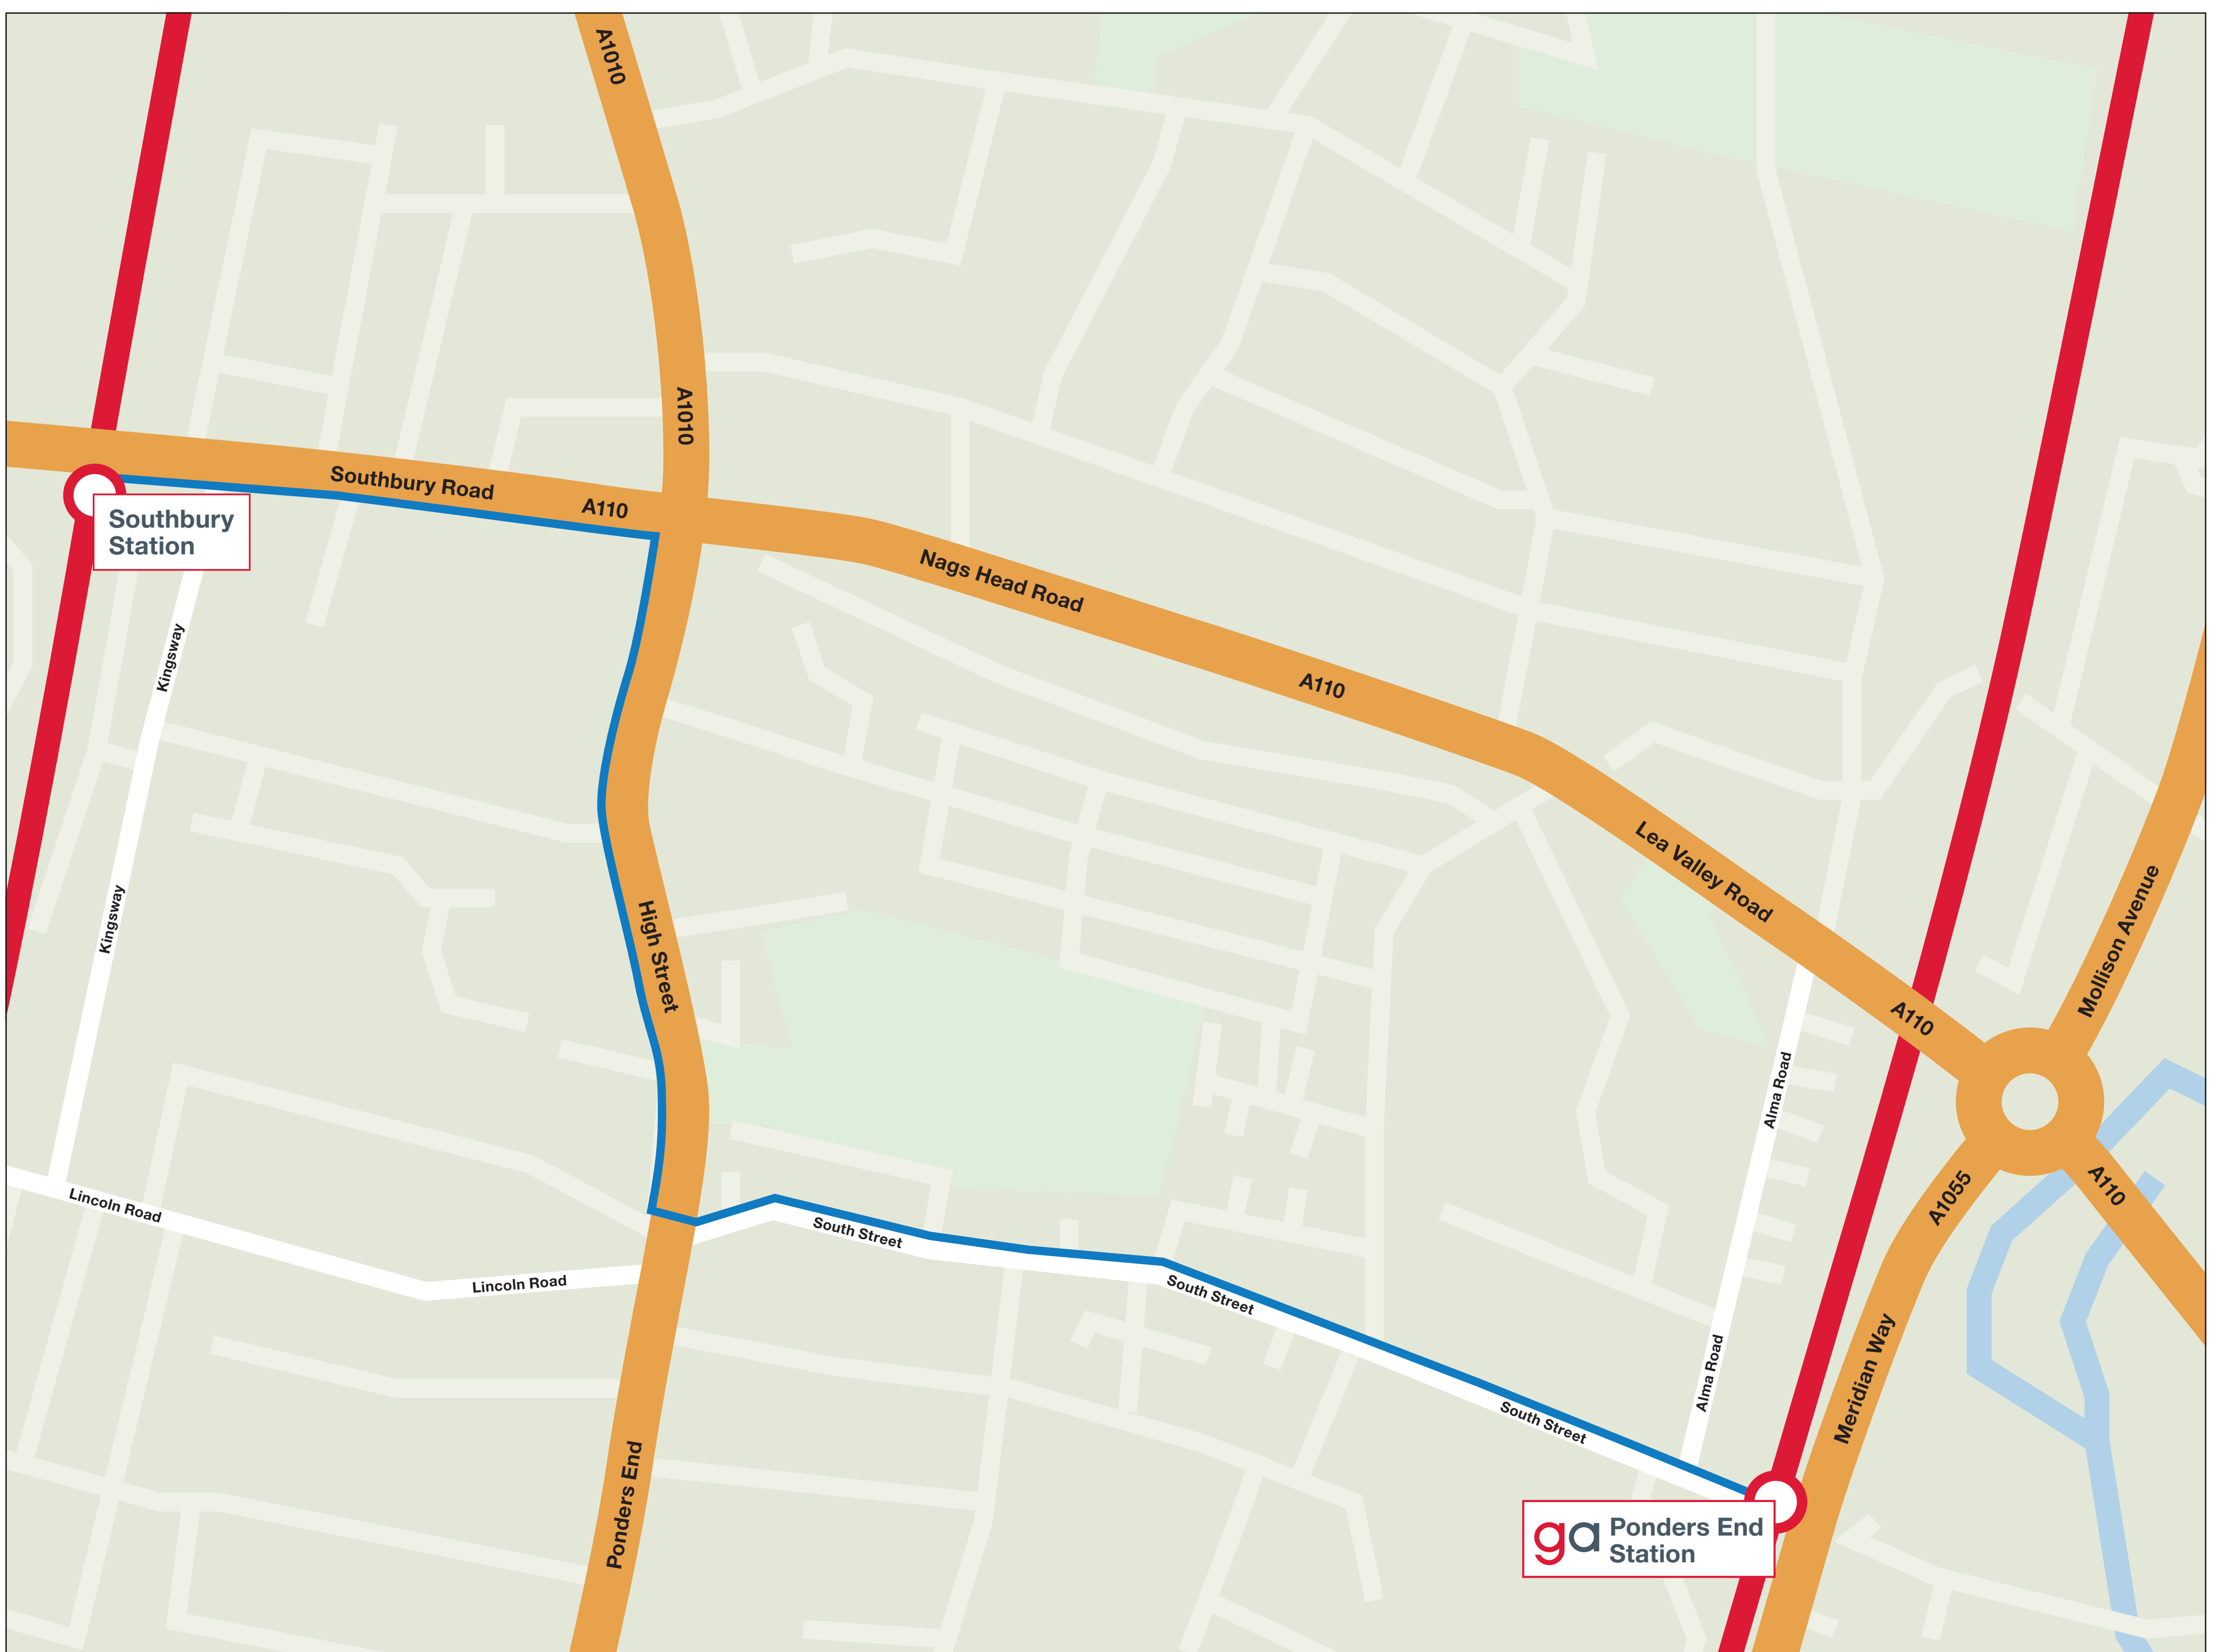 A1010
A1010
Southbury Road
A110
Southbury
Station
Nags Head Road
A110
Kingsway
Lea Valley Road
Kingsway
High Street
Mollison Avenue
A110
Alma Road
A1055
A110
Lincoln Road
South Street
Lincoln Road
South Street
Meridian Way
Alma Road
South Street
Ponders End
ga Ponders End
Station